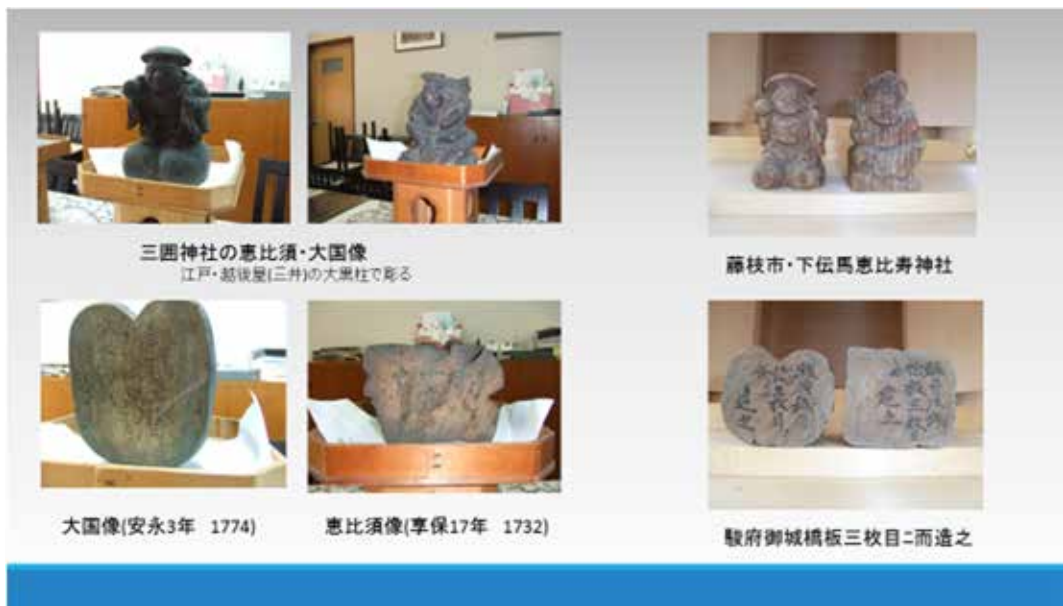 三囲神社の恵比須・大国像
江戸・越後屋(三井)の大黒柱で彫る
藤枝市・下伝馬恵比寿神社
大国像(安永3年 1774)
恵比須像(享保17年 1732)
駿府御城橋板三枚目ニ而造之